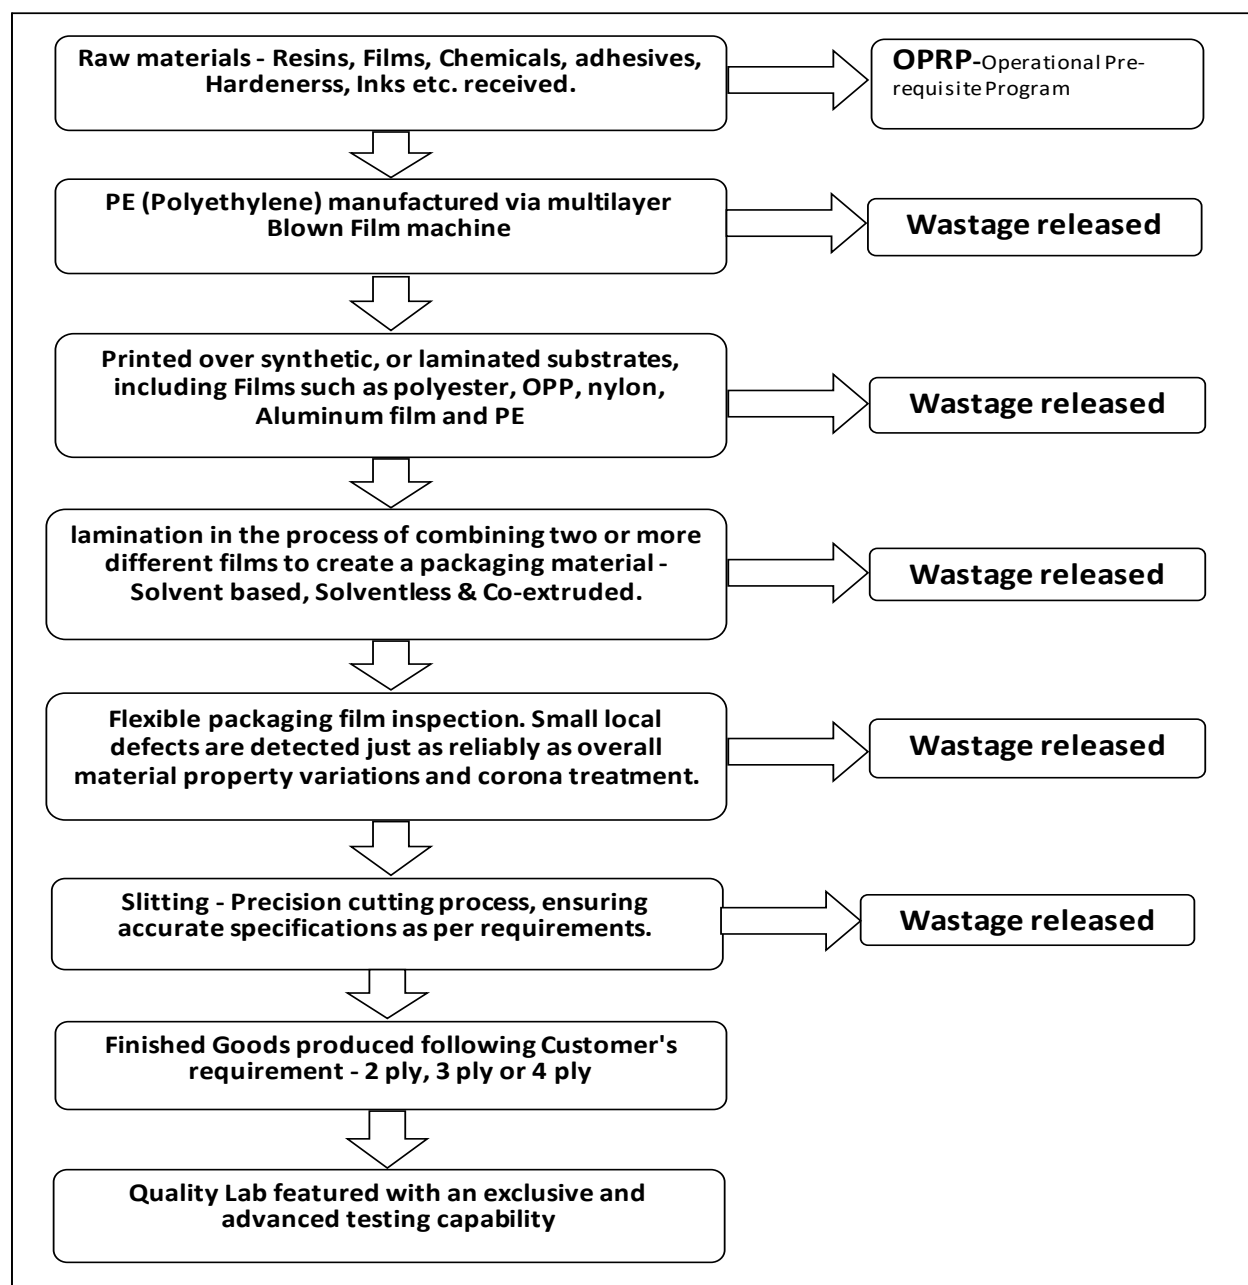 Raw materials - Resins, Films, Chemicals, adhesives,
Hardenerss, Inks etc. received.
OPRP-Operational Pre-
requisite Program
PE (Polyethylene) manufactured via multilayer
Blown Film machine
Wastage released
Printed over synthetic, or laminated substrates,
including Films such as polyester, OPP, nylon,
Aluminum film and PE
Wastage released
lamination in the process of combining two or more
different films to create a packaging material -
Solvent based, Solventless & Co-extruded.
Wastage released
Flexible packaging film inspection. Small local
defects are detected just as reliably as overall
material property variations and corona treatment.
Wastage released
Slitting - Precision cutting process, ensuring
accurate specifications as per requirements.
Wastage released
Finished Goods produced following Customer's
requirement - 2 ply, 3 ply or 4 ply
Quality Lab featured with an exclusive and
advanced testing capability